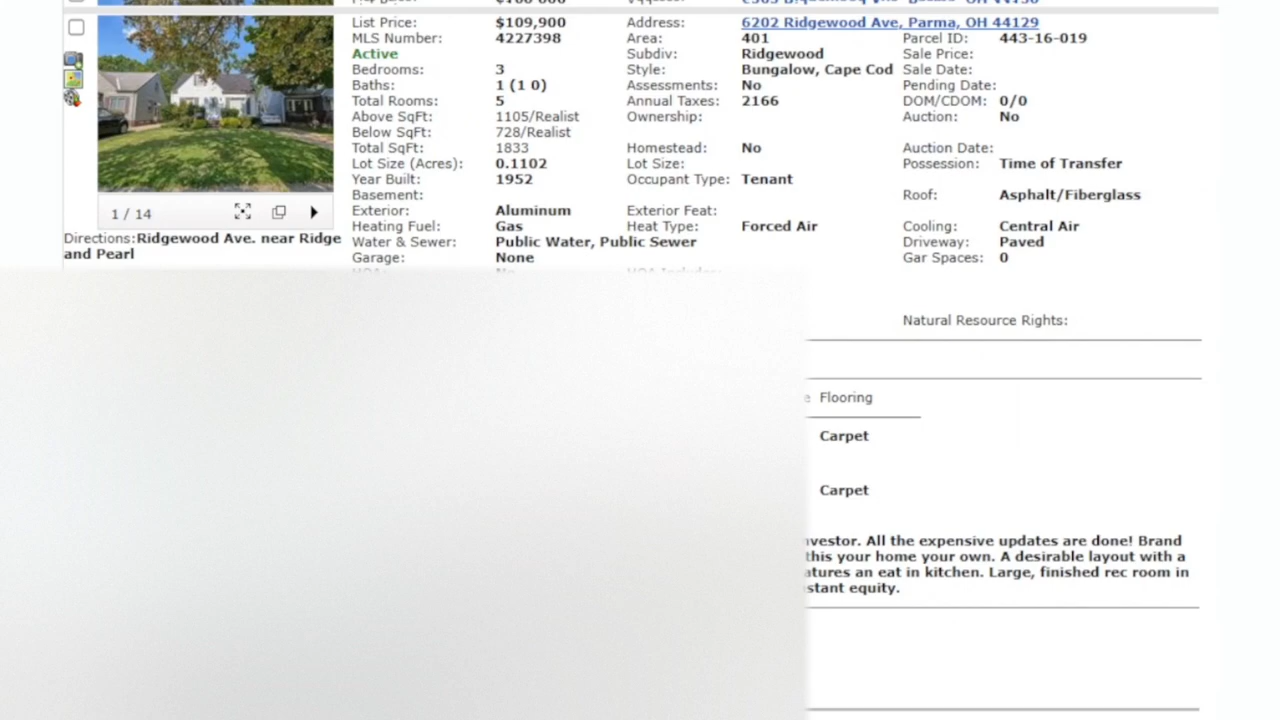 List Price: $109,900 Address: 6202 Ridgewood Ave, Parma, OH 44129
MLS Number: 4227398 Area: 401 Parcel ID: 443-16-019
Active Subdiv: Ridgewood Sale Price:
Bedrooms: 3 Style: Bungalow, Cape Cod Sale Date:
Baths: 1 (1 0) Assessments: No Pending Date:
Total Rooms: 5 Annual Taxes: 2166 DOM/CDOM: 0/0
Above SqFt: 1105/Realist Ownership: Auction: No
Below SqFt: 728/Realist
Total SqFt: 1833 Homestead: No Auction Date:
Lot Size (Acres): 0.1102 Lot Size: Possession: Time of Transfer
Year Built: 1952 Occupant Type: Tenant
Basement: Roof: Asphalt/Fiberglass
Exterior: Aluminum Exterior Feat:
1 / 14
Heating Fuel: Gas Heat Type: Forced Air Cooling: Central Air
Directions:Ridgewood Ave. near Ridge
and Pearl
Water & Sewer: Public Water, Public Sewer Driveway: Paved
Garage: None Gar Spaces: 0
Natural Resource Rights:
Flooring
Carpet
Carpet
All the expensive updates are done! Brand
this your home your own. A desirable layout with a
an eat in kitchen. Large, finished rec room in
equity.